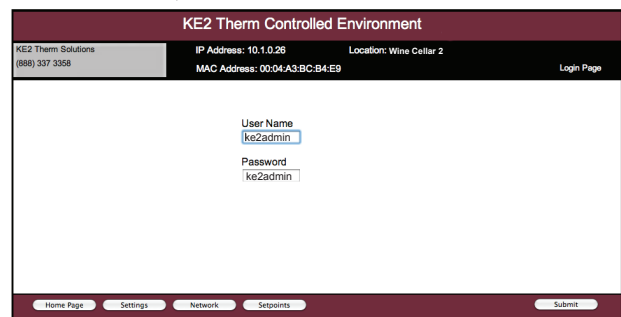 KE2 Therm Controlled Environment
KE2 Therm Solutions
(888) 337 3358
IP Address: 10.1.0.26 Location: Wine Cellar 2
MAC Address: 00:04:A3:BC:B4:E9
Login Page
User Name
ke2admin
Password
ke2admin
Home Page Settings Network Setpoints Submit